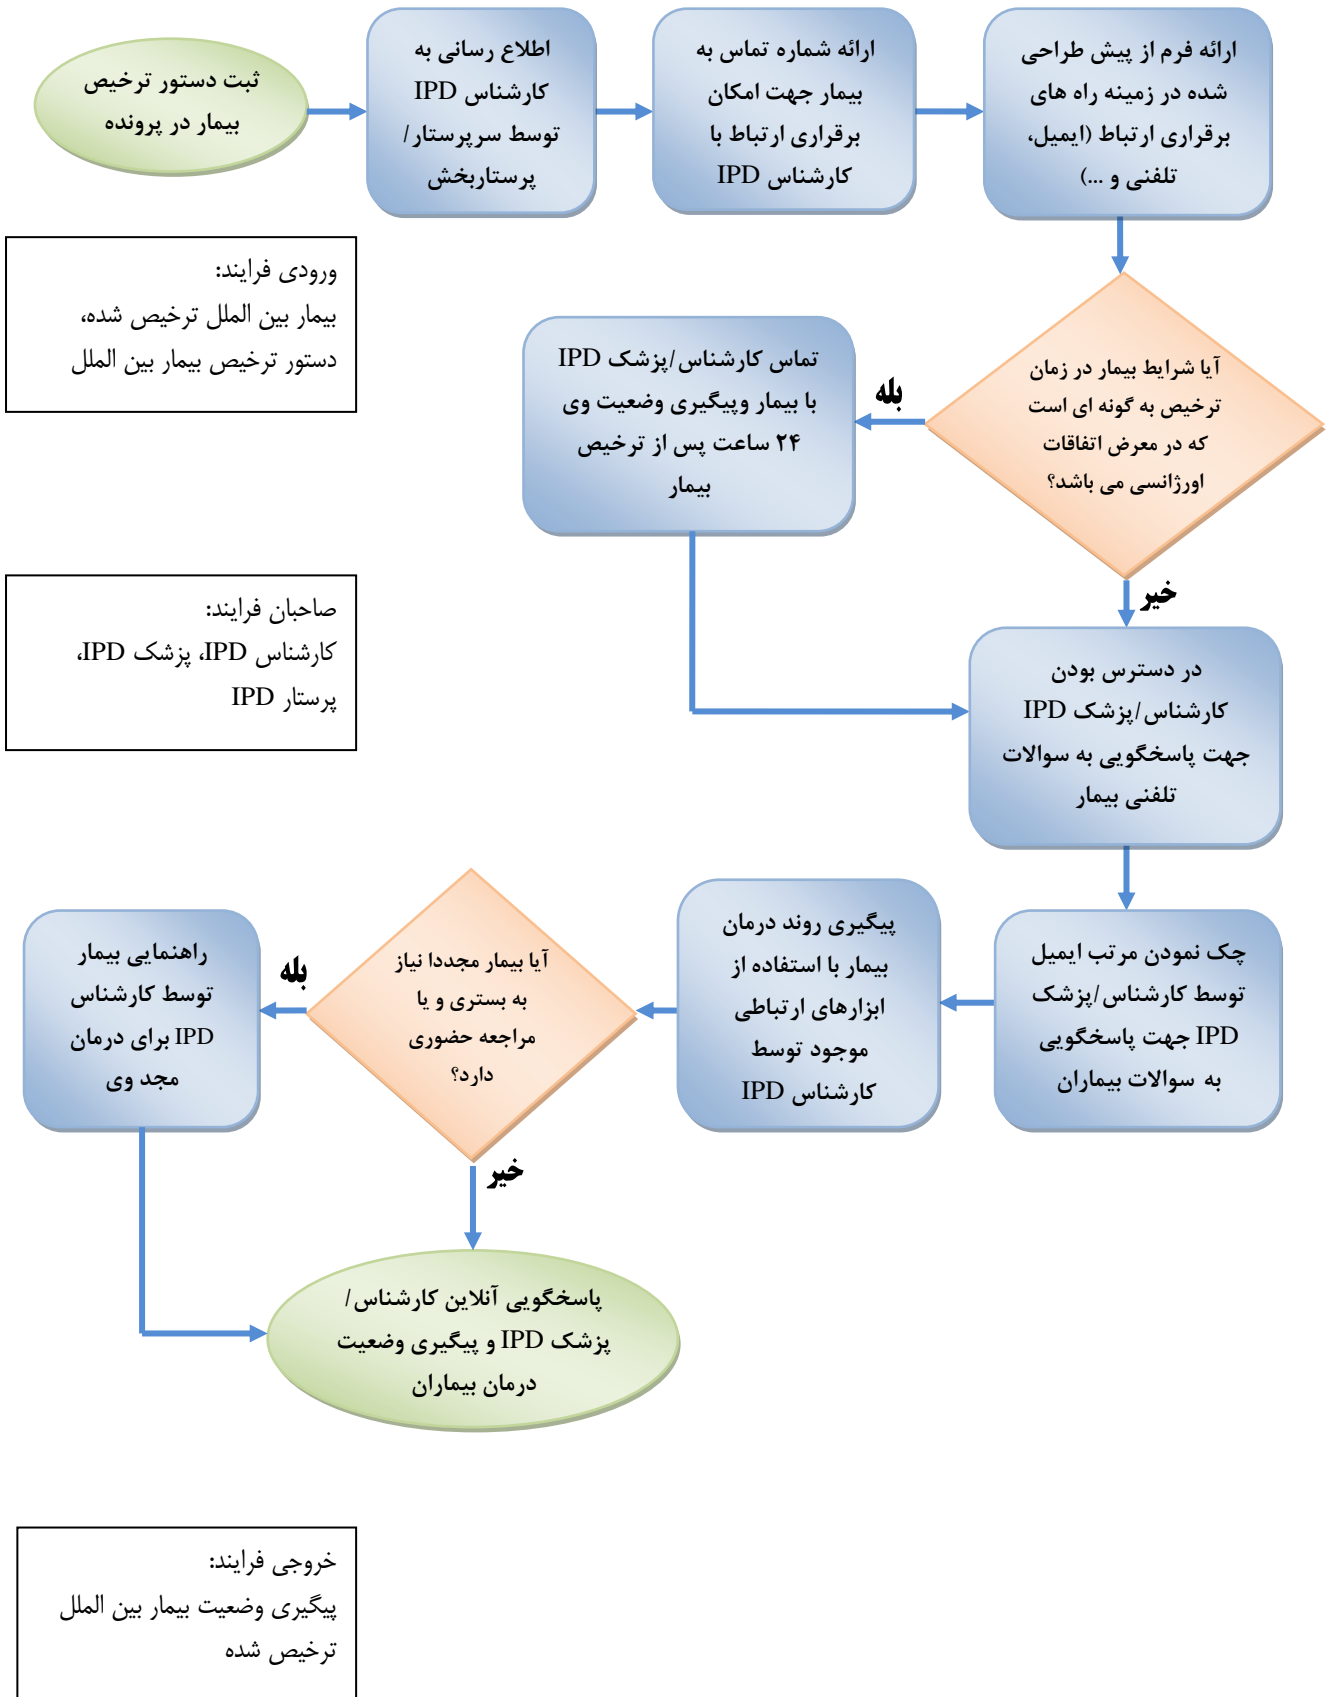 ثبت دستور ترخیص
بیمار در پرونده
اطلاع رسانی به
کارشناس IPD
توسط سرپرستار/
پرستاربخش
ارائه شماره تماس به
بیمار جهت امکان
برقراری ارتباط با
کارشناس IPD
ارائه فرم از پیش طراحی
شده در زمینه راه های
برقراری ارتباط (ایمیل،
تلفنی و ...)
ورودی فرایند:
بیمار بین الملل ترخیص شده،
دستور ترخیص بیمار بین الملل
آیا شرایط بیمار در زمان
ترخیص به گونه ای است
که در معرض اتفاقات
اورژانسی می باشد؟
بله
تماس کارشناس/پزشک IPD
با بیمار وپیگیری وضعیت وی
۲۴ ساعت پس از ترخیص
بیمار
خیر
صاحبان فرایند:
کارشناس IPD، پزشک IPD،
پرستار IPD
در دسترس بودن
کارشناس/پزشک IPD
جهت پاسخگویی به سوالات
تلفنی بیمار
چک نمودن مرتب ایمیل
توسط کارشناس/پزشک
IPD جهت پاسخگویی
به سوالات بیماران
پیگیری روند درمان
بیمار با استفاده از
ابزارهای ارتباطی
موجود توسط
کارشناس IPD
آیا بیمار مجددا نیاز
به بستری و یا
مراجعه حضوری
دارد؟
بله
راهنمایی بیمار
توسط کارشناس
IPD برای درمان
مجد وی
خیر
پاسخگویی آنلاین کارشناس/
پزشک IPD و پیگیری وضعیت
درمان بیماران
خروجی فرایند:
پیگیری وضعیت بیمار بین الملل
ترخیص شده